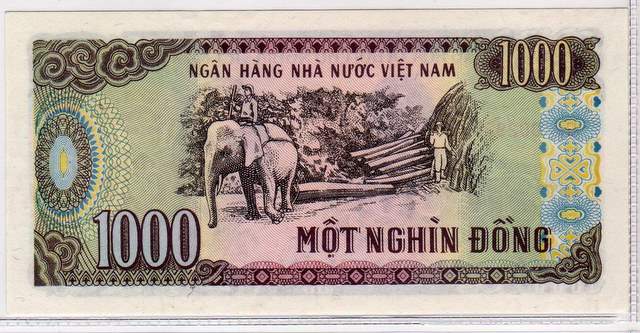 1000
NGÂN HÀNG NHÀ NƯỚC VIỆT NAM
1000
MỘT NGHÌN ĐỒNG